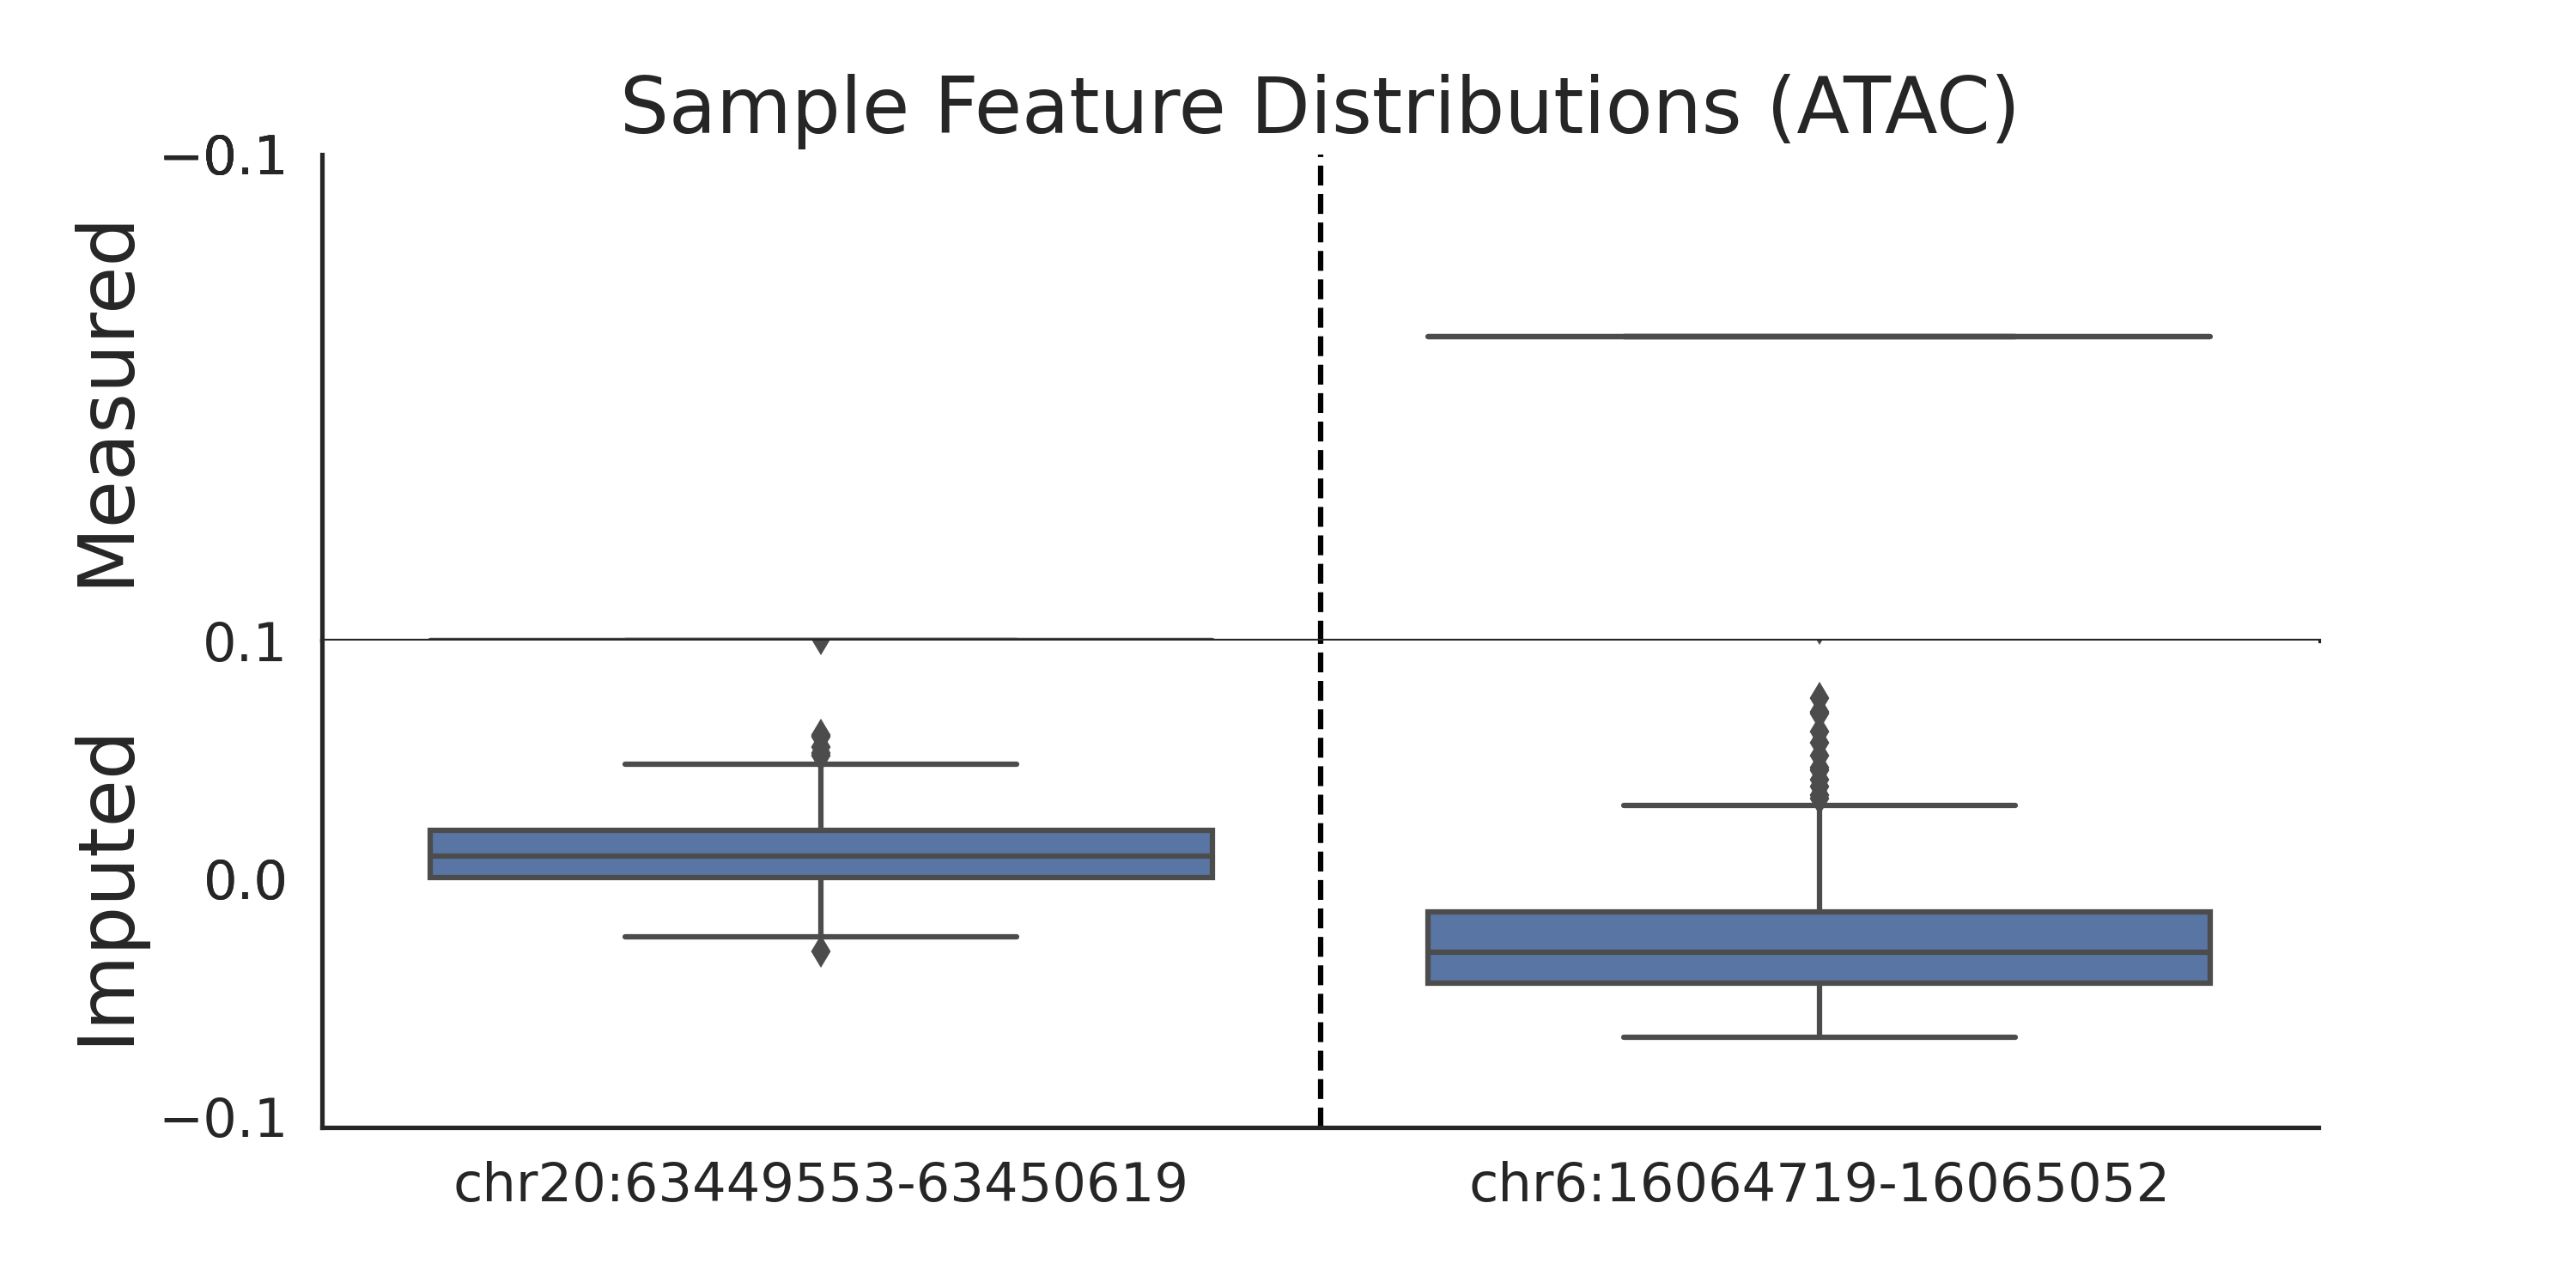 Sample Feature Distributions (ATAC)
−0.1
Measured
0.1
Imputed
0.0
−0.1
chr20:63449553-63450619
chr6:16064719-16065052